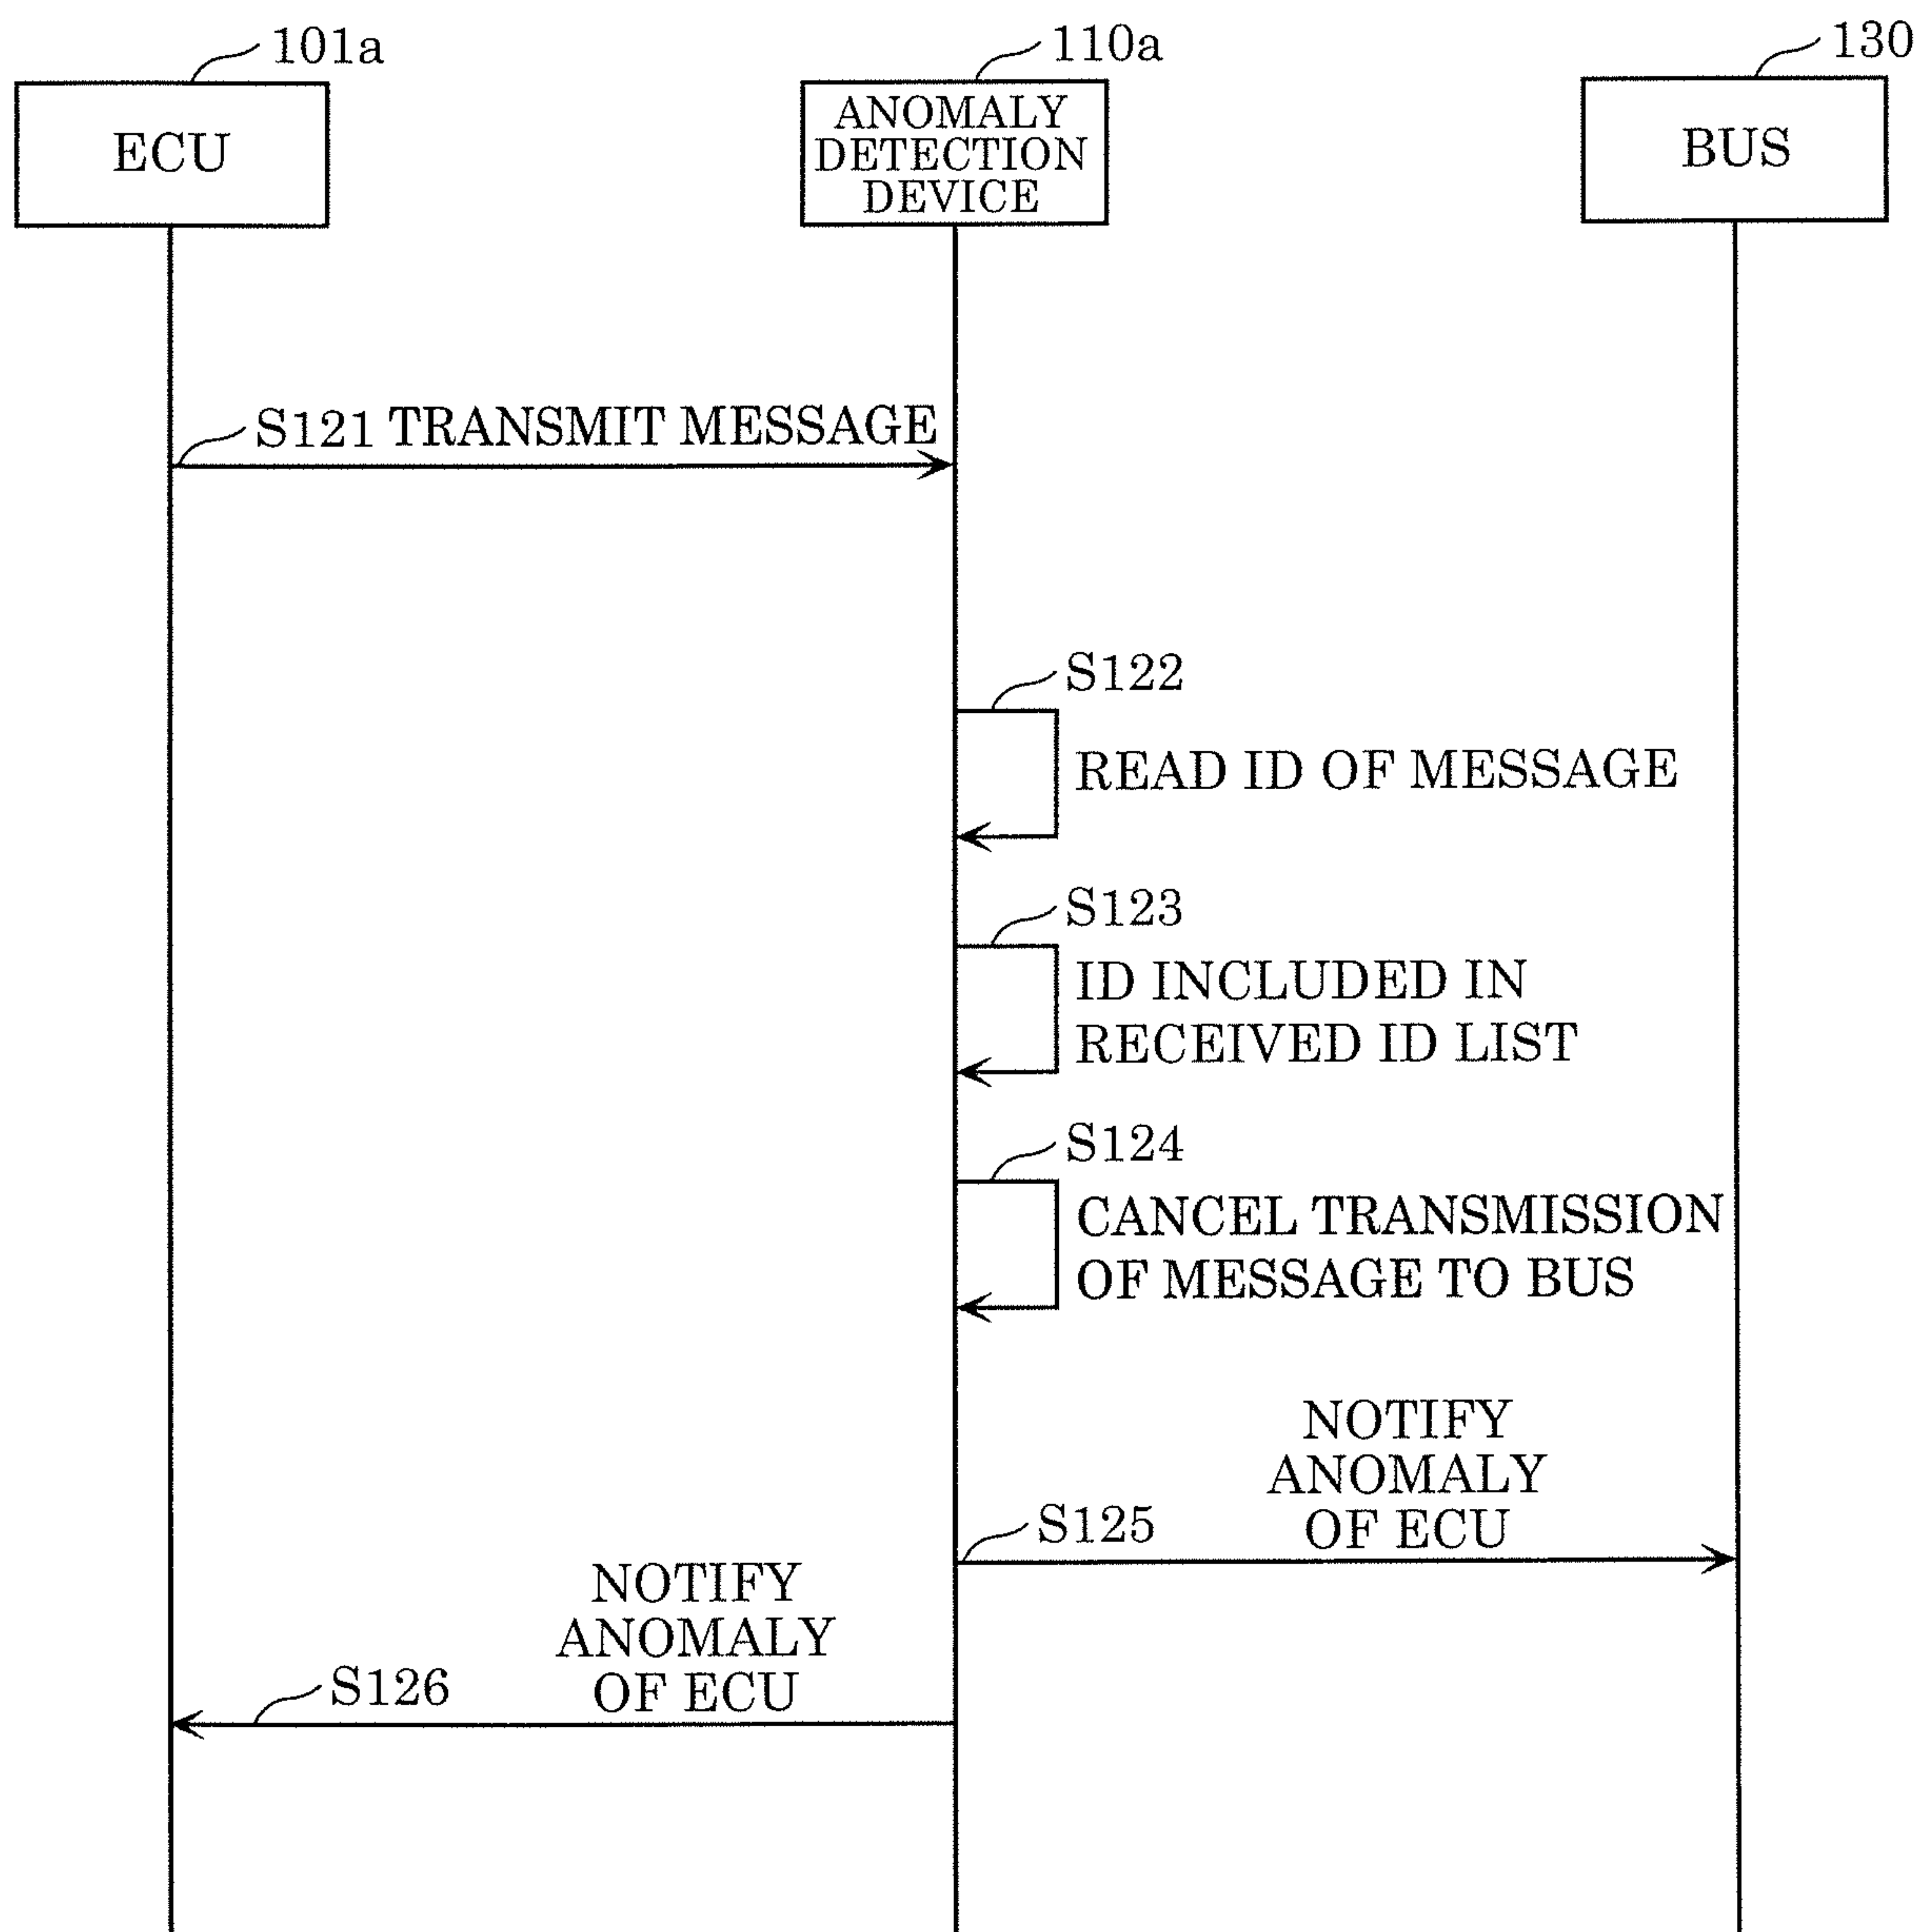 101a
110a
130
ECU
ANOMALY
DETECTION
DEVICE
BUS
S121 TRANSMIT MESSAGE
S122
READ ID OF MESSAGE
S123
ID INCLUDED IN
RECEIVED ID LIST
S124
CANCEL TRANSMISSION
OF MESSAGE TO BUS
NOTIFY
ANOMALY
OF ECU
S125
NOTIFY
ANOMALY
OF ECU
S126